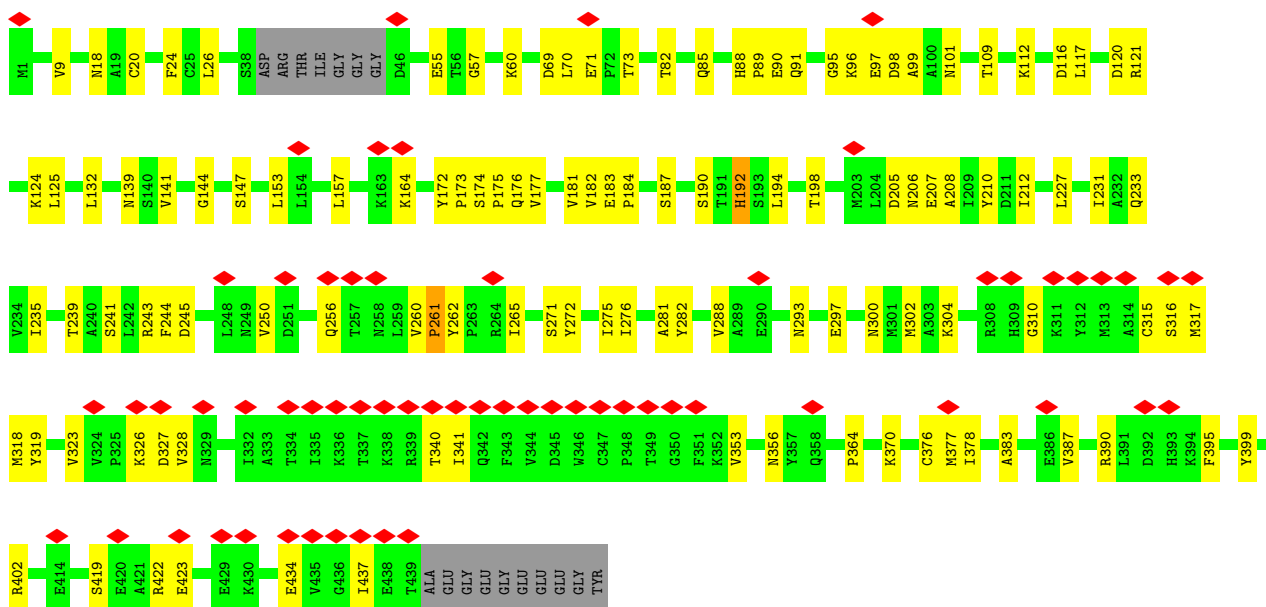 M1 V9 N18 A19 C20 F24 C25 L26 S38 ASP ARG THR ILE GLY GLY GLY D46 E55 T56 G57 K60 D69 L70 E71 P72 T73 T82 Q85 H88 P89 E90 Q91 G95 K96 E97 D98 A99 A100 N101 T109 K112 D116 L117 D120 R121
K124 L125 L132 N139 S140 V141 G144 S147 L153 L154 L157 K163 K164 Y172 P173 S174 P175 Q176 V177 V181 V182 E183 P184 S187 S190 T191 H192 S193 L194 T198 M203 L204 D205 N206 E207 A208 I209 Y210 D211 I212 L227 I231 A232 Q233
V234 I235 T239 A240 S241 L242 R243 F244 D245 L248 N249 V250 D251 Q256 T257 N258 L259 V260 P261 Y262 P263 R264 I265 S271 Y272 I275 I276 A281 Y282 V288 A289 E290 N293 E297 N300 M301 M302 A303 K304 R308 H309 G310 K311 Y312 M313 A314 C315 S316 M317
M318 Y319 V323 V324 P325 K326 D327 V328 N329 I332 A333 T334 I335 K336 T337 K338 R339 T340 I341 Q342 F343 V344 D345 W346 C347 P348 T349 G350 F351 K352 V353 N356 Y357 Q358 P364 K370 C376 M377 I378 A383 E386 V387 R390 L391 D392 H393 K394 F395 Y399
R402 E414 S419 E420 A421 R422 E423 E429 K430 E434 V435 G436 I437 E438 T439 ALA GLU GLY GLU GLY GLU GLU GLU GLY TYR